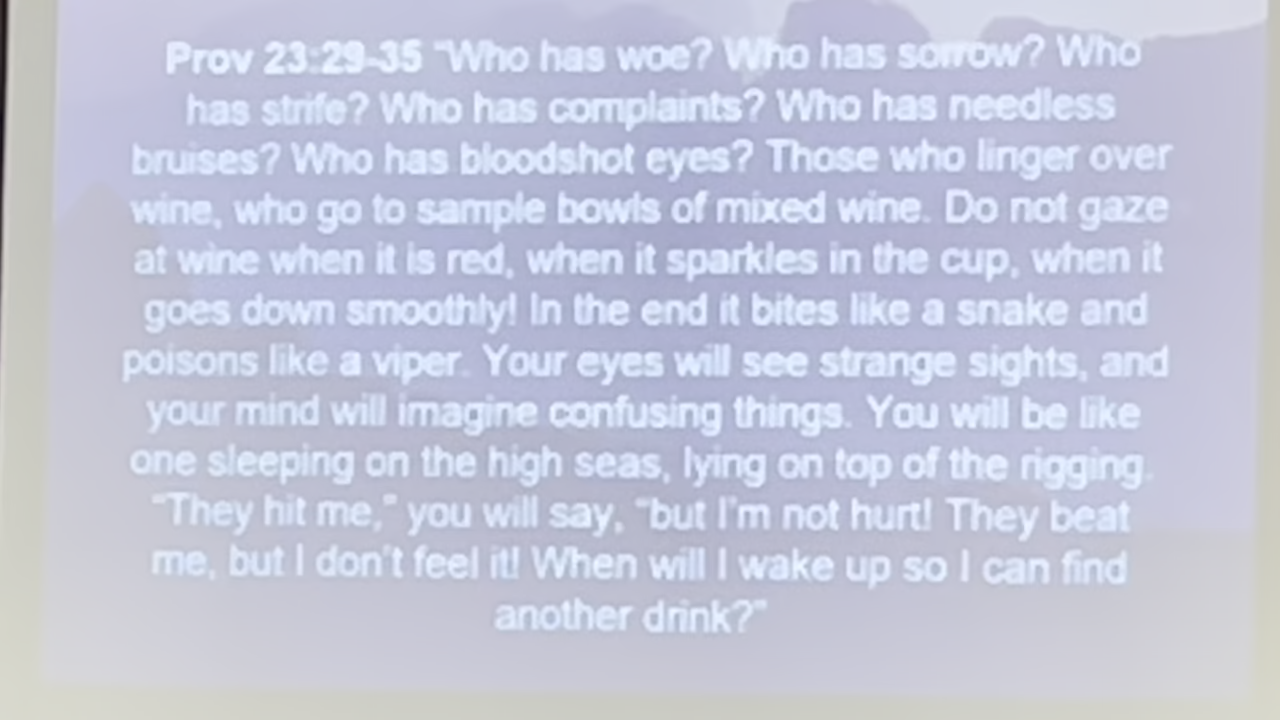 Prov 23:29-35 "Who has woe? Who has sorrow? Who
has strife? Who has complaints? Who has needless
bruises? Who has bloodshot eyes? Those who linger over
wine, who go to sample bowls of mixed wine. Do not gaze
at wine when it is red, when it sparkles in the cup, when it
goes down smoothly! In the end it bites like a snake and
poisons like a viper. Your eyes will see strange sights, and
your mind will imagine confusing things. You will be like
one sleeping on the high seas, lying on top of the rigging.
"They hit me," you will say, "but I'm not hurt! They beat
me, but I don't feel it! When will I wake up so I can find
another drink?"